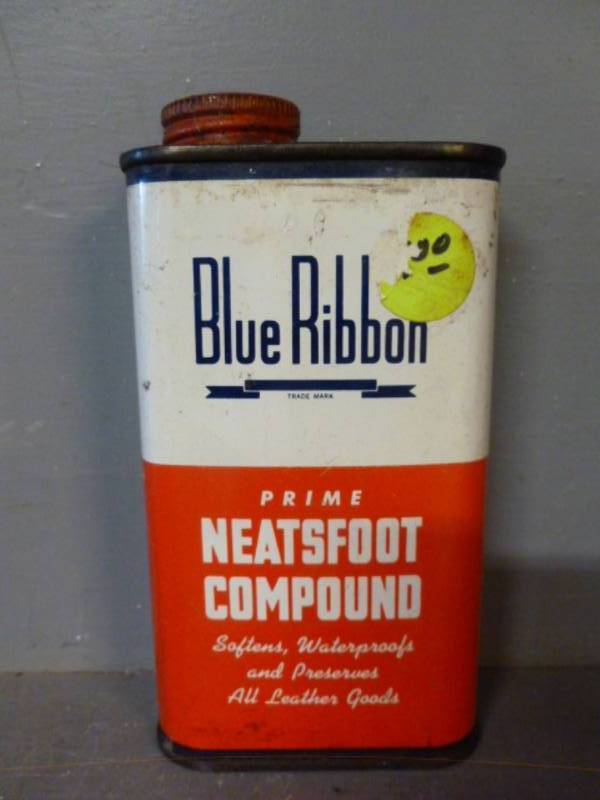 Blue Ribbon
TRADE MARK
PRIME
NEATSFOOT
COMPOUND
Softens, Waterproofs
and Preserves
All Leather Goods